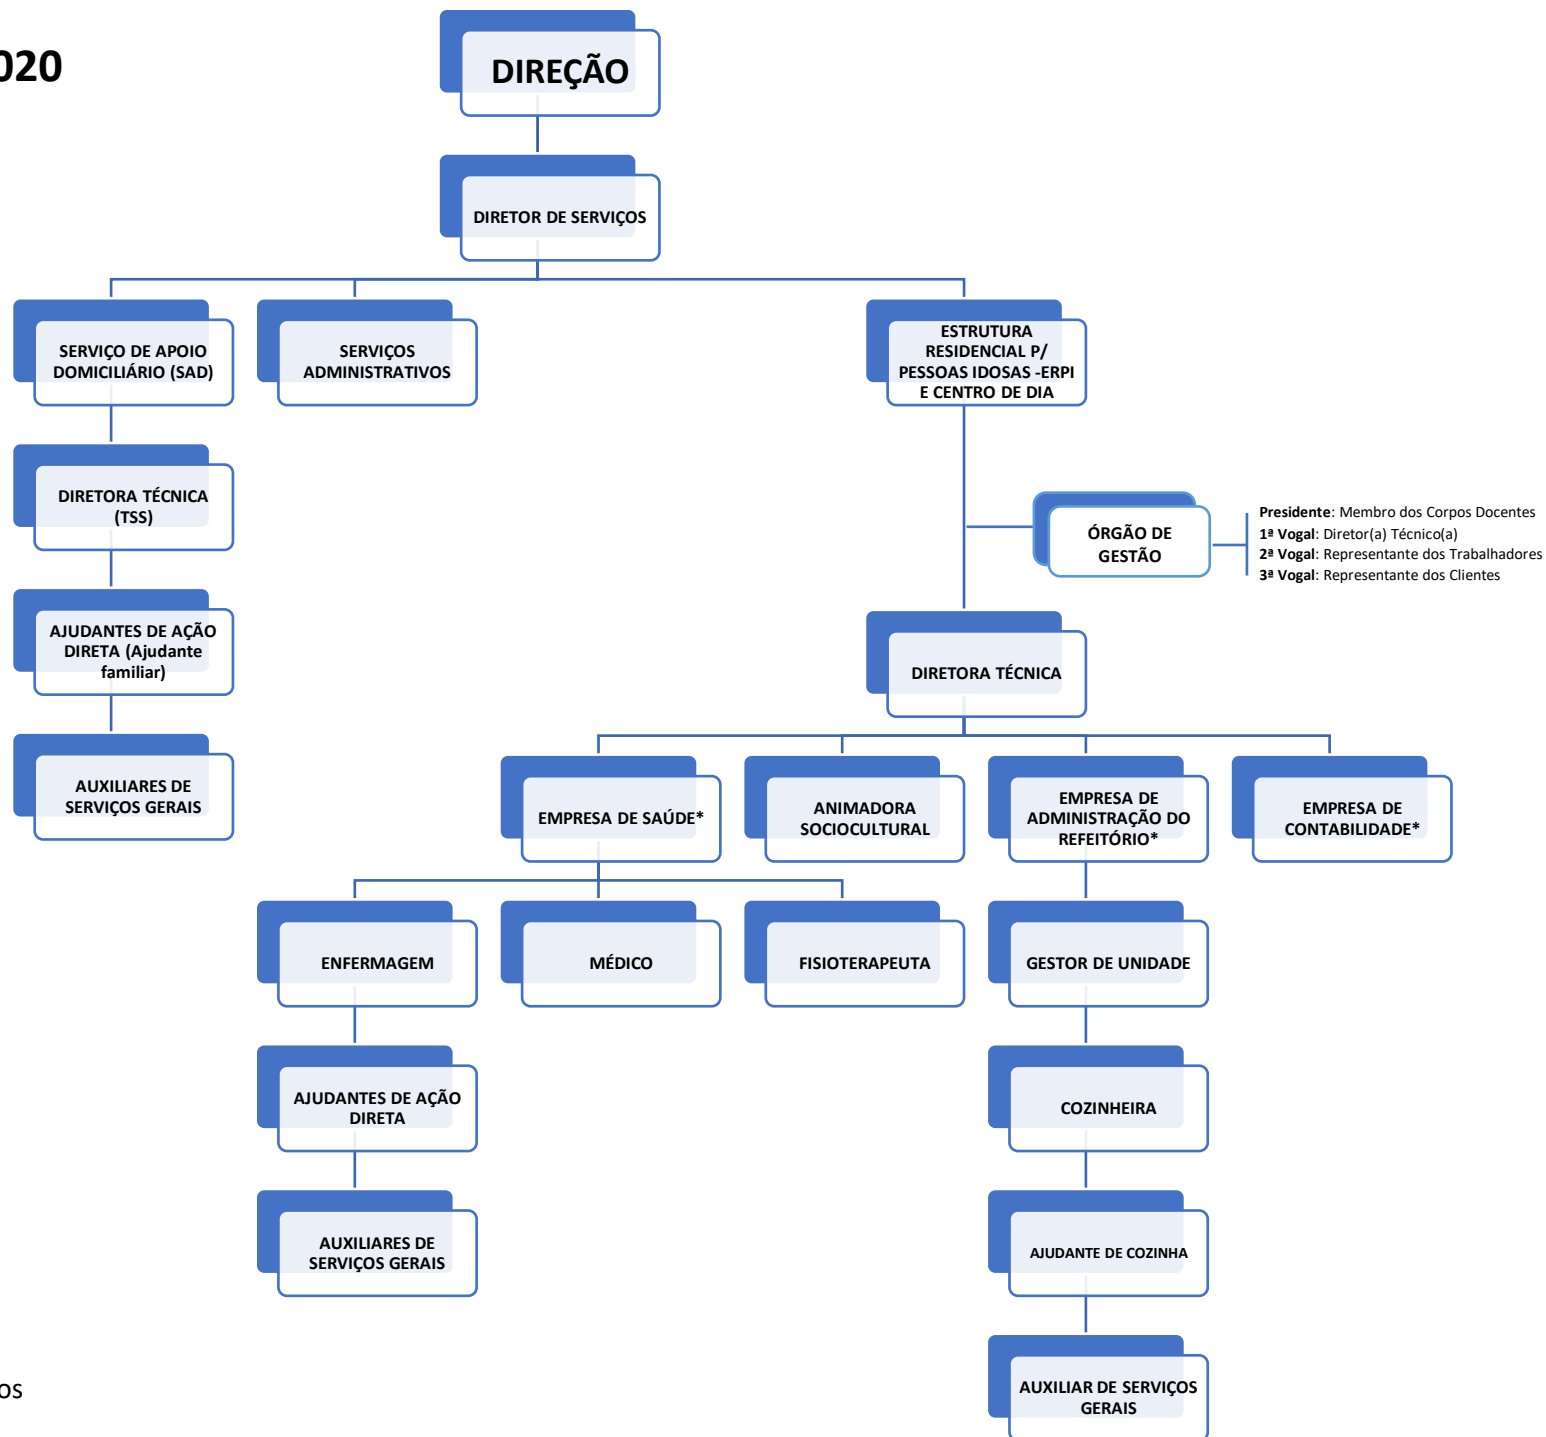 020
DIREÇÃO
DIRETOR DE SERVIÇOS
SERVIÇO DE APOIO
DOMICILIÁRIO (SAD)
SERVIÇOS
ADMINISTRATIVOS
ESTRUTURA
RESIDENCIAL P/
PESSOAS IDOSAS -ERPI
E CENTRO DE DIA
DIRETORA TÉCNICA
(TSS)
ÓRGÃO DE
GESTÃO
Presidente: Membro dos Corpos Docentes
1ª Vogal: Diretor(a) Técnico(a)
2ª Vogal: Representante dos Trabalhadores
3ª Vogal: Representante dos Clientes
AJUDANTES DE AÇÃO
DIRETA (Ajudante
familiar)
DIRETORA TÉCNICA
AUXILIARES DE
SERVIÇOS GERAIS
EMPRESA DE SAÚDE*
ANIMADORA
SOCIOCULTURAL
EMPRESA DE
ADMINISTRAÇÃO DO
REFEITÓRIO*
EMPRESA DE
CONTABILIDADE*
ENFERMAGEM
MÉDICO
FISIOTERAPEUTA
GESTOR DE UNIDADE
AJUDANTES DE AÇÃO
DIRETA
COZINHEIRA
AUXILIARES DE
SERVIÇOS GERAIS
AJUDANTE DE COZINHA
AUXILIAR DE SERVIÇOS
GERAIS
os